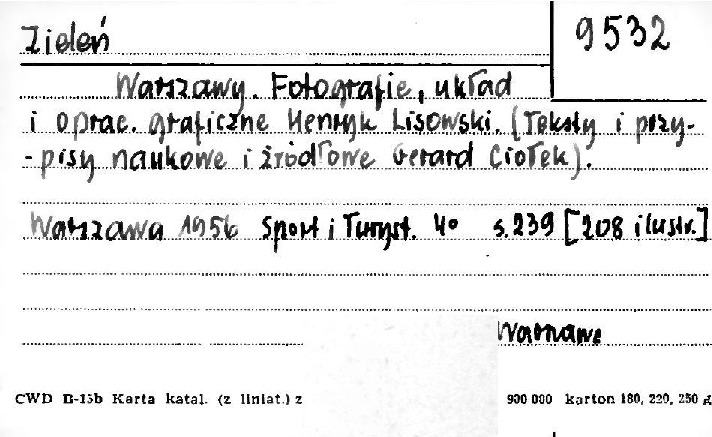 Zieleń
9532
Warszawy. Fotografie, układ
i oprac. graficzne Henryk Lisowski. (Teksty i przy-
-pisy naukowe i źródłowe Gerard Ciołek).
Warszawa 1956 Sport i Turyst. 4° s. 239 [208 ilustr.]
CWD B-15b Karta katal. (z liniat.) z
900 000 karton 180, 220, 250 g